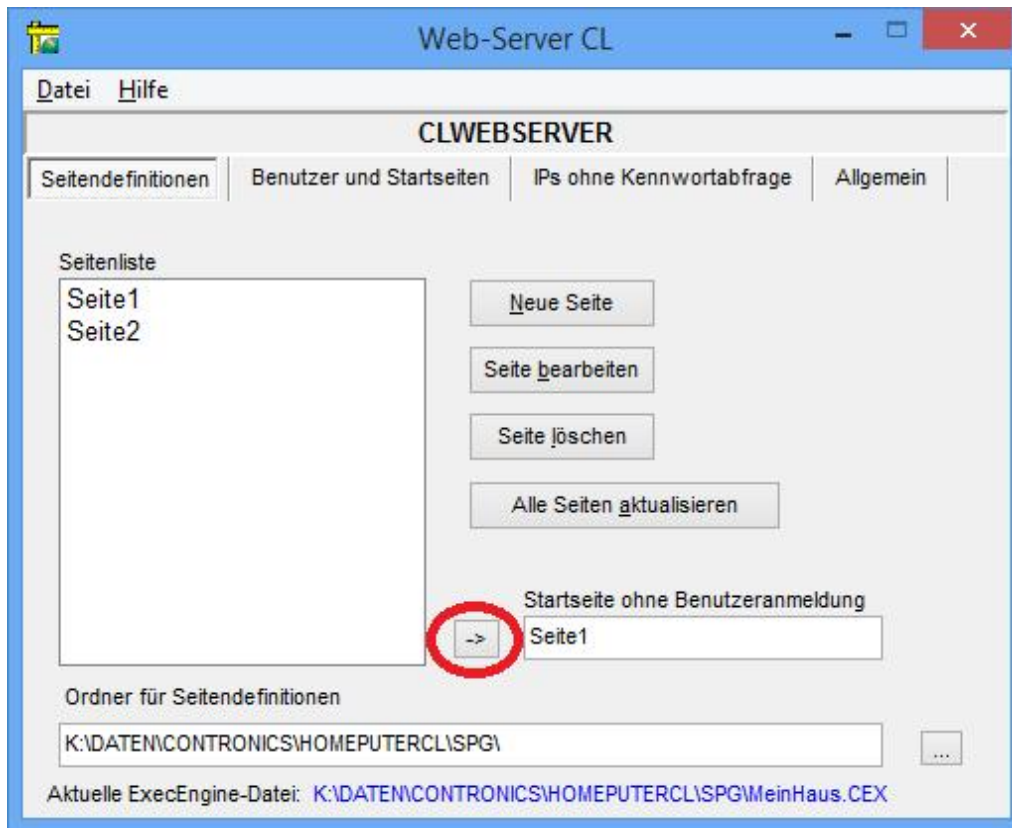 Web-Server CL
Datei Hilfe
CLWEBSERVER
Seitendefinitionen Benutzer und Startseiten IPs ohne Kennwortabfrage Allgemein
Seitenliste
Seite1
Seite2
Neue Seite
Seite bearbeiten
Seite löschen
Alle Seiten aktualisieren
Startseite ohne Benutzeranmeldung
-> Seite1
Ordner für Seitendefinitionen
K:\DATEN\CONTRONICS\HOMEPUTERCL\SPG\ ...
Aktuelle ExecEngine-Datei: K:\DATEN\CONTRONICS\HOMEPUTERCL\SPG\MeinHaus.CEX